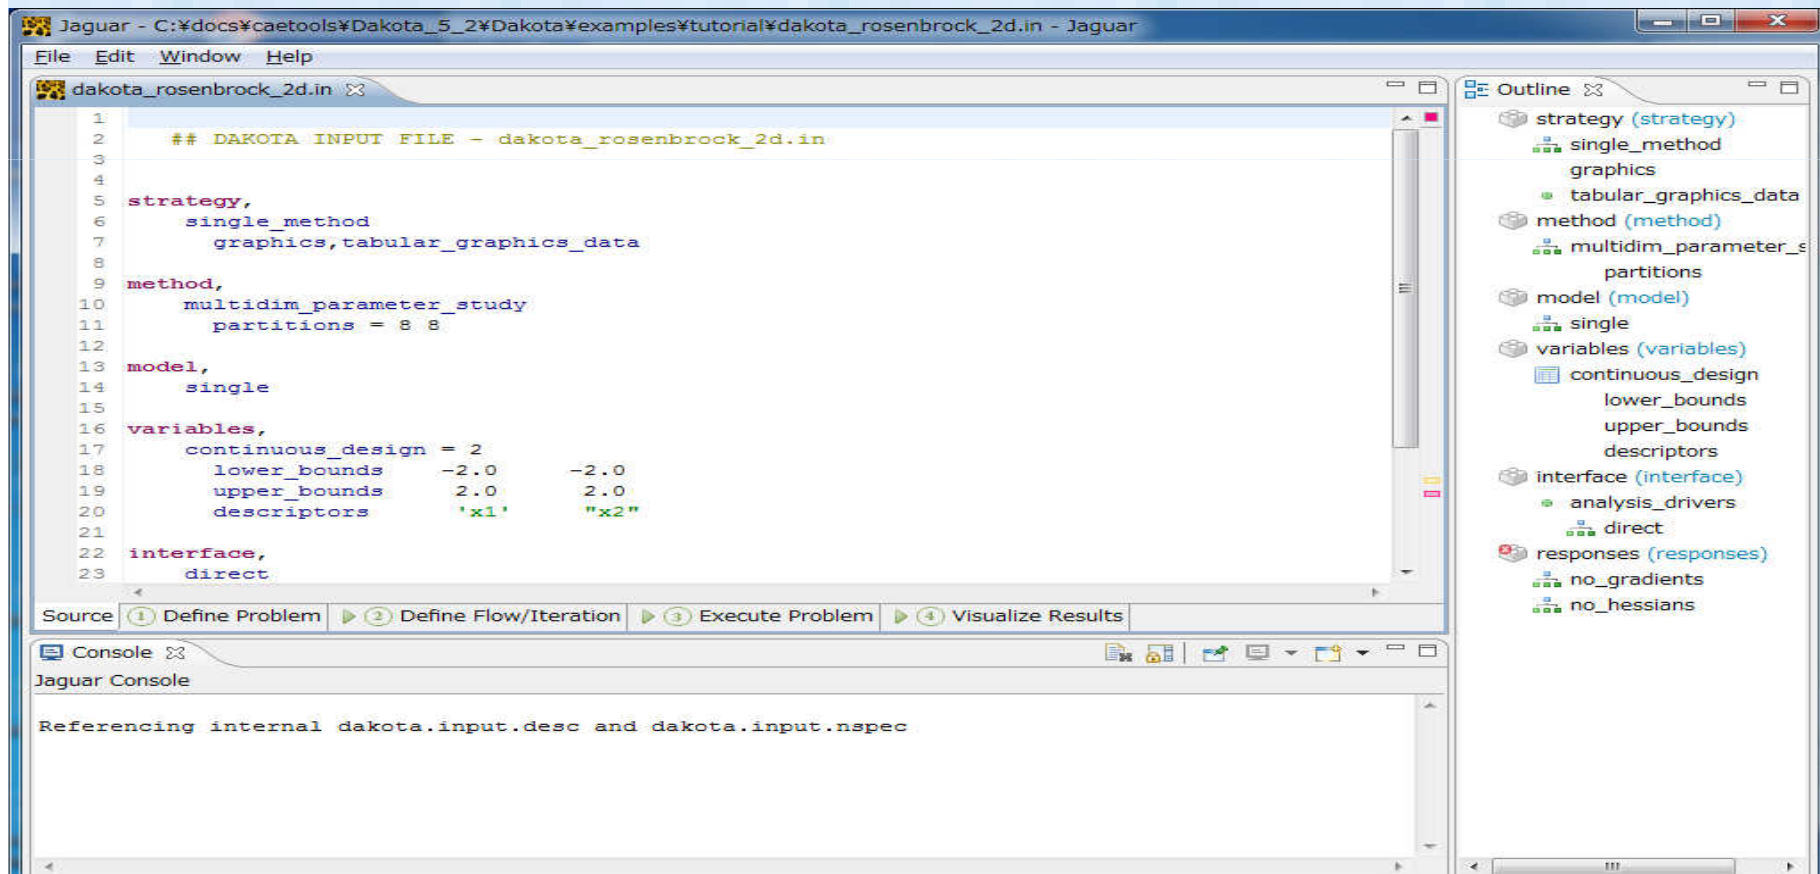 Jaguar - C:¥docs¥caetools¥Dakota_5_2¥Dakota¥examples¥tutorial¥dakota_rosenbrock_2d.in - Jaguar
File Edit Window Help
dakota_rosenbrock_2d.in
1
2 ## DAKOTA INPUT FILE - dakota_rosenbrock_2d.in
3
4
5 strategy,
6 single_method
7 graphics,tabular_graphics_data
8
9 method,
10 multidim_parameter_study
11 partitions = 8 8
12
13 model,
14 single
15
16 variables,
17 continuous_design = 2
18 lower_bounds -2.0 -2.0
19 upper_bounds 2.0 2.0
20 descriptors 'x1' "x2"
21
22 interface,
23 direct
Source 1 Define Problem 2 Define Flow/Iteration 3 Execute Problem 4 Visualize Results
Console
Jaguar Console
Referencing internal dakota.input.desc and dakota.input.nspec
Outline
strategy (strategy)
single_method
graphics
tabular_graphics_data
method (method)
multidim_parameter_s
partitions
model (model)
single
variables (variables)
continuous_design
lower_bounds
upper_bounds
descriptors
interface (interface)
analysis_drivers
direct
responses (responses)
no_gradients
no_hessians